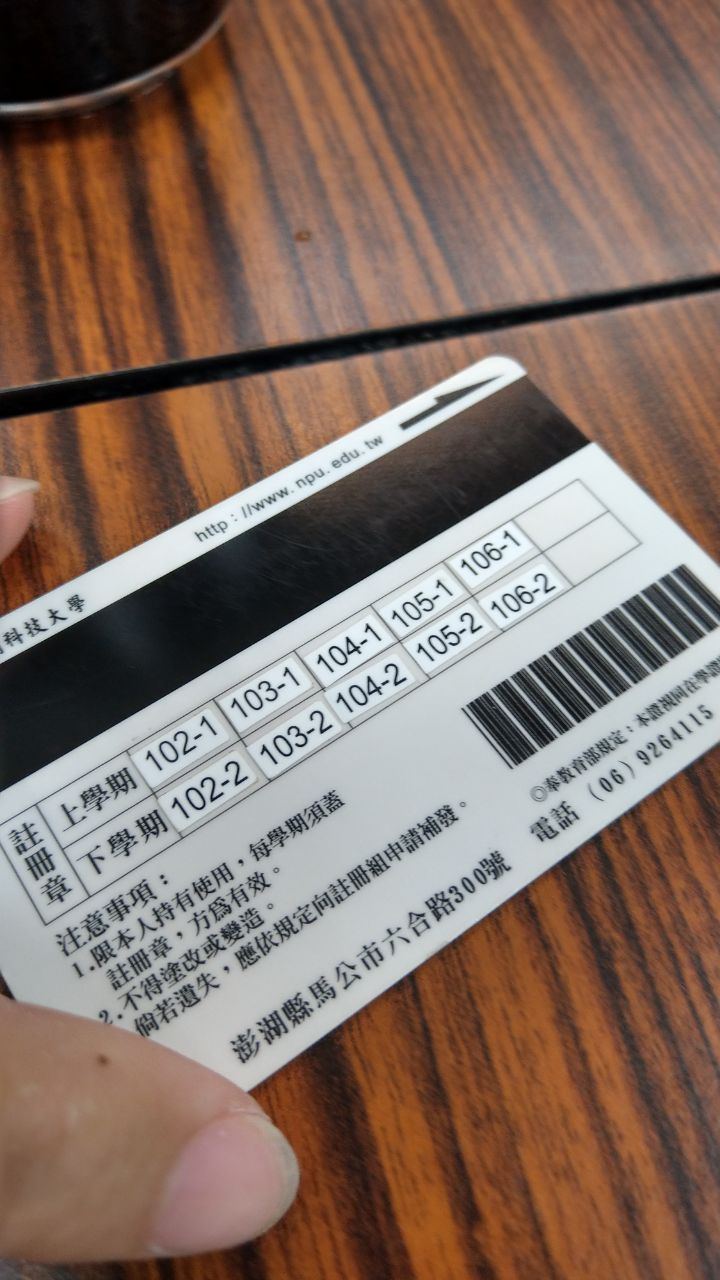 科技大學
http://www.npu.edu.tw
註冊章
上學期 102-1 103-1 104-1 105-1 106-1
下學期 102-2 103-2 104-2 105-2 106-2
注意事項：
1.限本人持有使用，每學期須蓋
註冊章，方為有效。
2.不得塗改或變造。
倘若遺失，應依規定向註冊組申請補發。
◎奉教育部規定：本證視同在學證
澎湖縣馬公市六合路300號 電話 (06)9264115